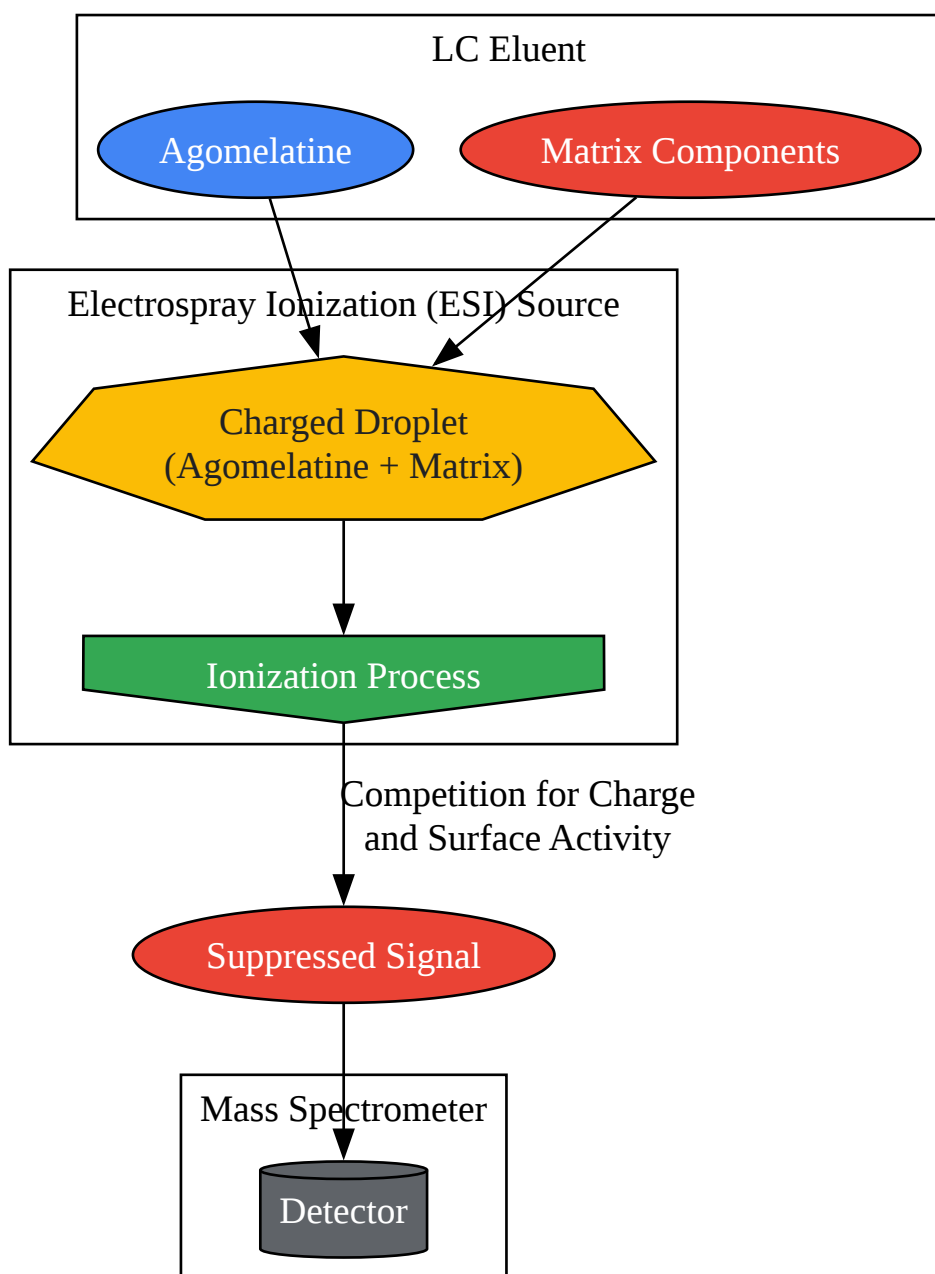 LC Eluent
Agomelatine
Matrix Components
Electrospray Ionization (ESI) Source
Charged Droplet
(Agomelatine + Matrix)
Ionization Process
Competition for Charge
and Surface Activity
Suppressed Signal
Mass Spectrometer
Detector